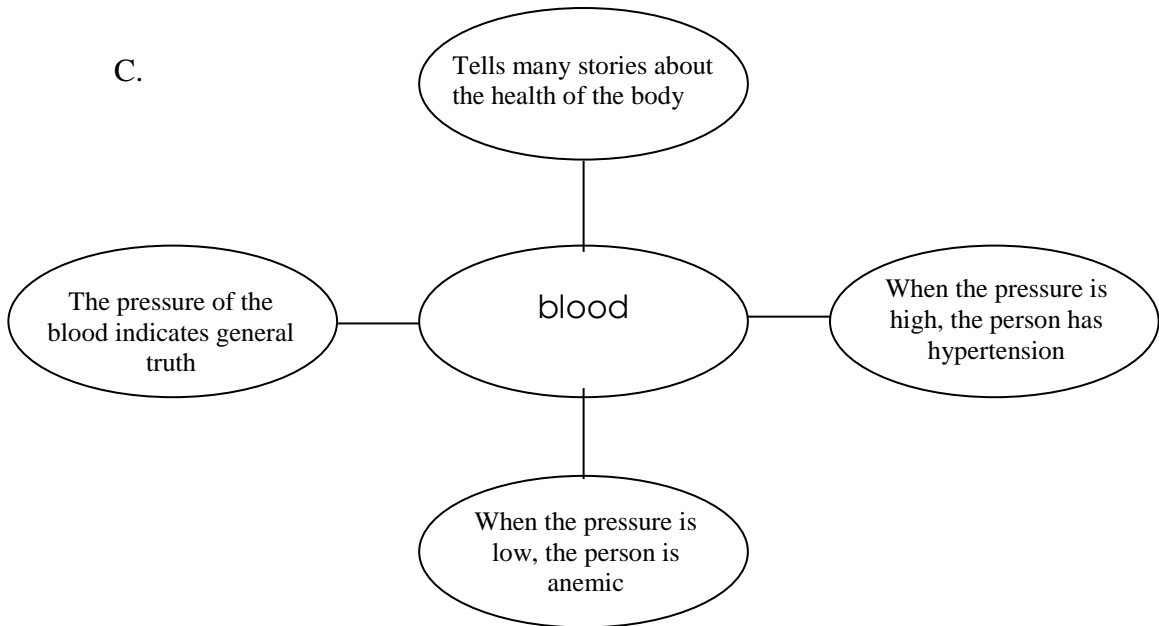 C.
Tells many stories about
the health of the body
The pressure of the
blood indicates general
truth
blood
When the pressure is
high, the person has
hypertension
When the pressure is
low, the person is
anemic